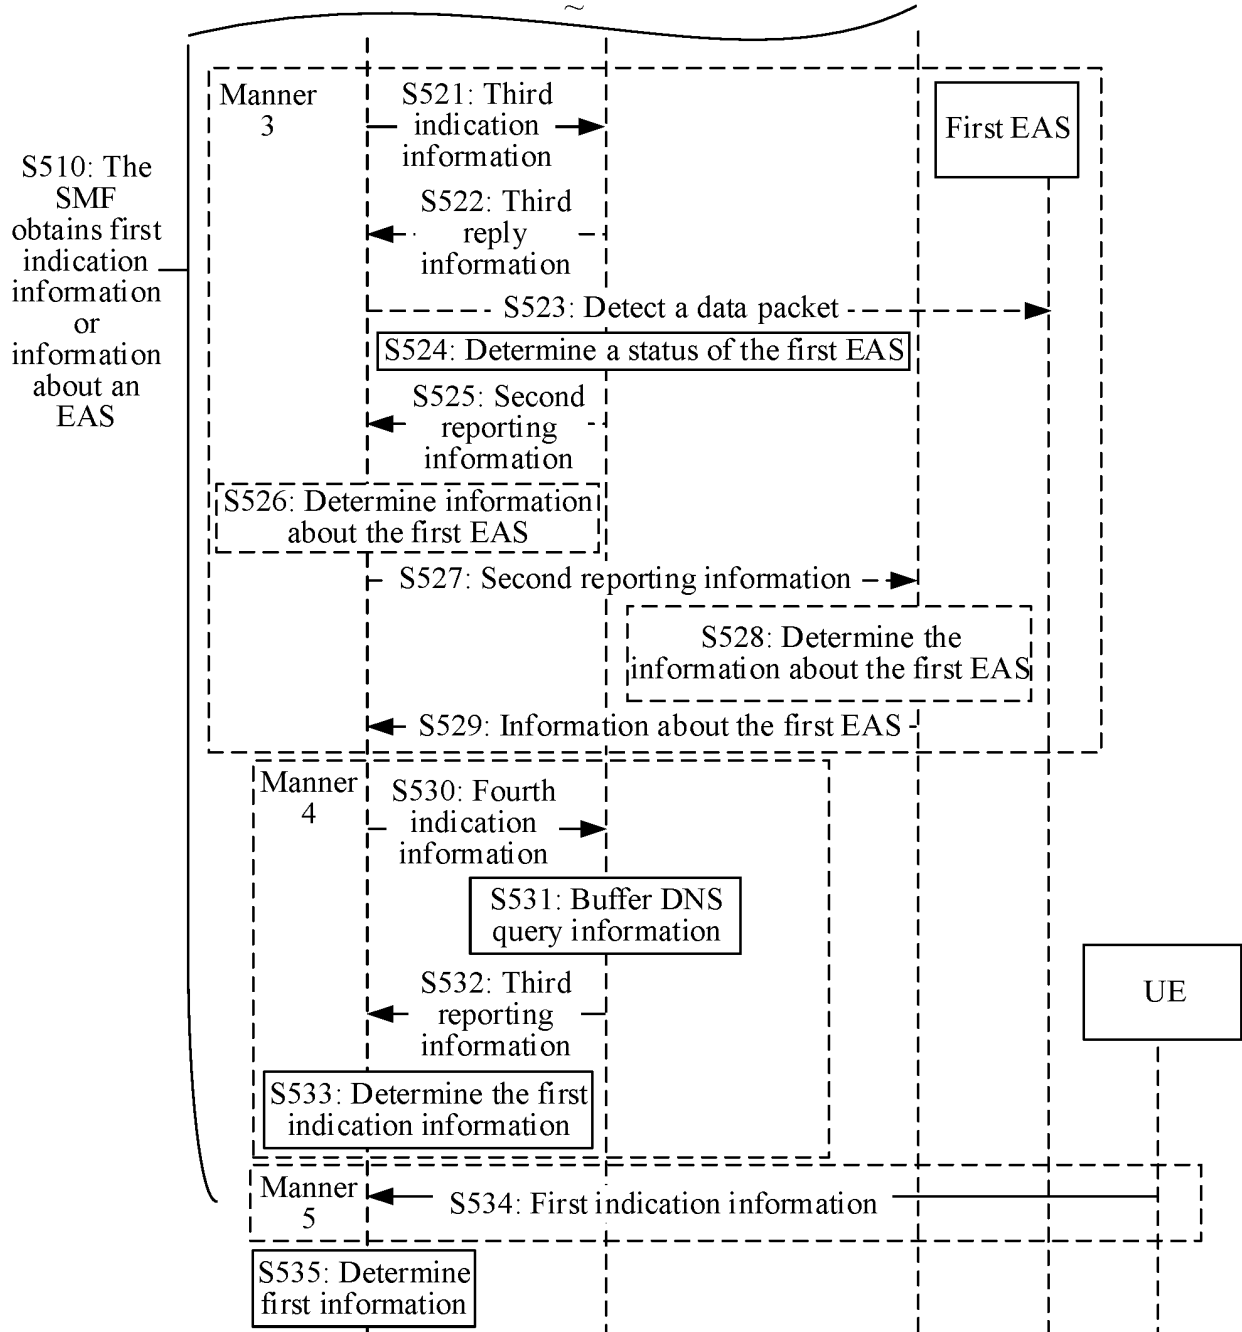 ~
Manner
3
S521: Third
indication
information
First EAS
S510: The
SMF
obtains first
indication
information
or
information
about an
EAS
S522: Third
reply
information
S523: Detect a data packet
S524: Determine a status of the first EAS
S525: Second
reporting
information
S526: Determine information
about the first EAS
S527: Second reporting information
S528: Determine the
information about the first EAS
S529: Information about the first EAS
Manner
4
S530: Fourth
indication
information
S531: Buffer DNS
query information
S532: Third
reporting
information
UE
S533: Determine the first
indication information
Manner
5
S534: First indication information
S535: Determine
first information